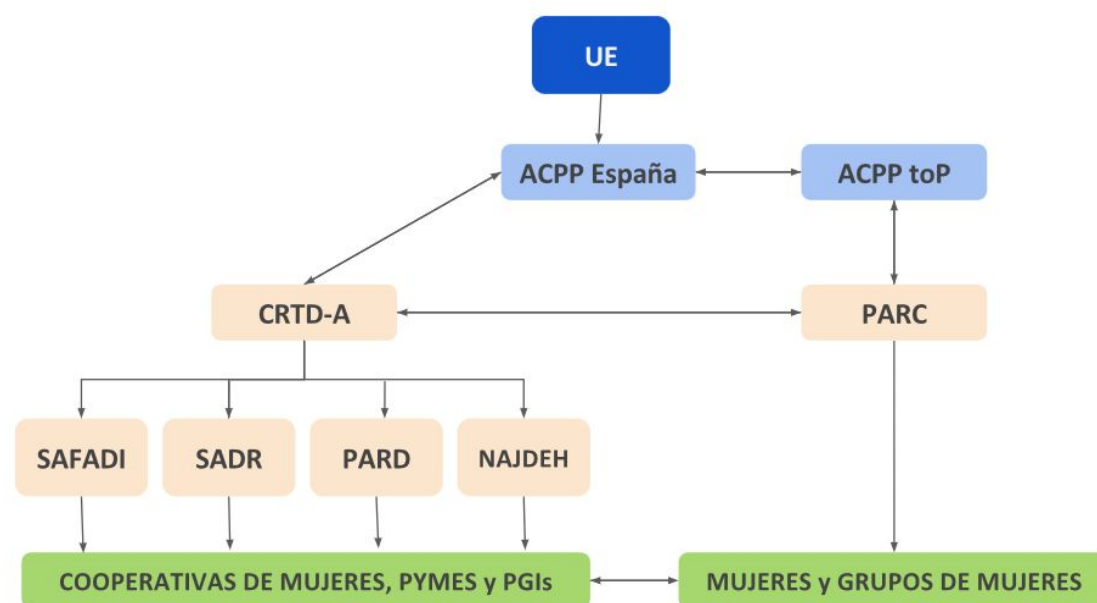 UE
ACPP España
ACPP toP
CRTD-A
PARC
SAFADI
SADR
PARD
NAJDEH
COOPERATIVAS DE MUJERES, PYMES y PGIs
MUJERES y GRUPOS DE MUJERES